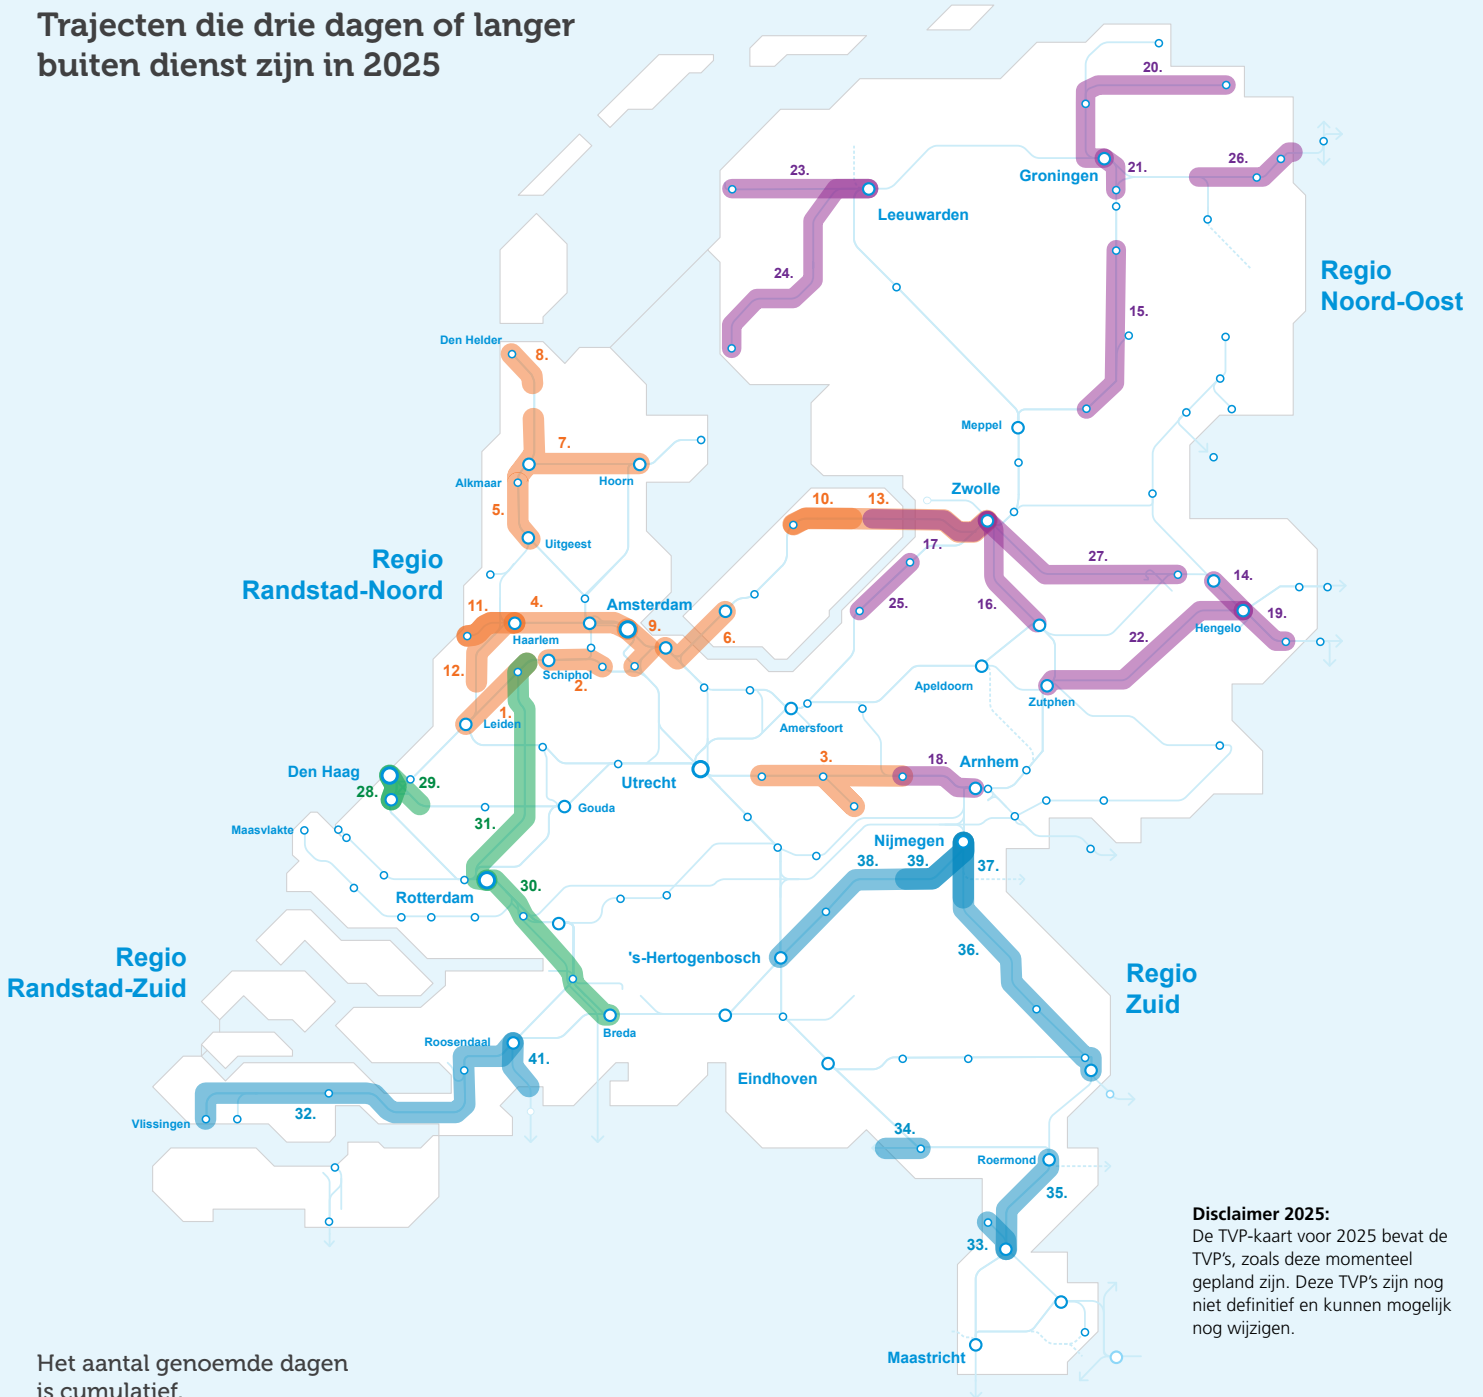 Trajecten die drie dagen of langer
buiten dienst zijn in 2025
20.
23.
Groningen
21.
26.
Leeuwarden
24.
Regio
Noord-Oost
15.
Den Helder
8.
Meppel
7.
Alkmaar
Hoorn
5.
Zwolle
10.
13.
Uitgeest
17.
Regio
Randstad-Noord
27.
14.
11.
4.
Amsterdam
25.
16.
19.
Haarlem
9.
6.
22.
Hengelo
12.
Schiphol
2.
Apeldoorn
Zutphen
1.
Leiden
Amersfoort
Den Haag
29.
28.
Utrecht
3.
18.
Arnhem
Gouda
31.
Maasvlakte
Nijmegen
38.
39.
37.
30.
Rotterdam
36.
Regio
Randstad-Zuid
's-Hertogenbosch
Regio
Zuid
Breda
Roosendaal
41.
Eindhoven
32.
Vlissingen
34.
Roermond
35.
33.
Maastricht
Disclaimer 2025:
De TVP-kaart voor 2025 bevat de
TVP's, zoals deze momenteel
gepland zijn. Deze TVP's zijn nog
niet definitief en kunnen mogelijk
nog wijzigen.
Het aantal genoemde dagen
is cumulatief.